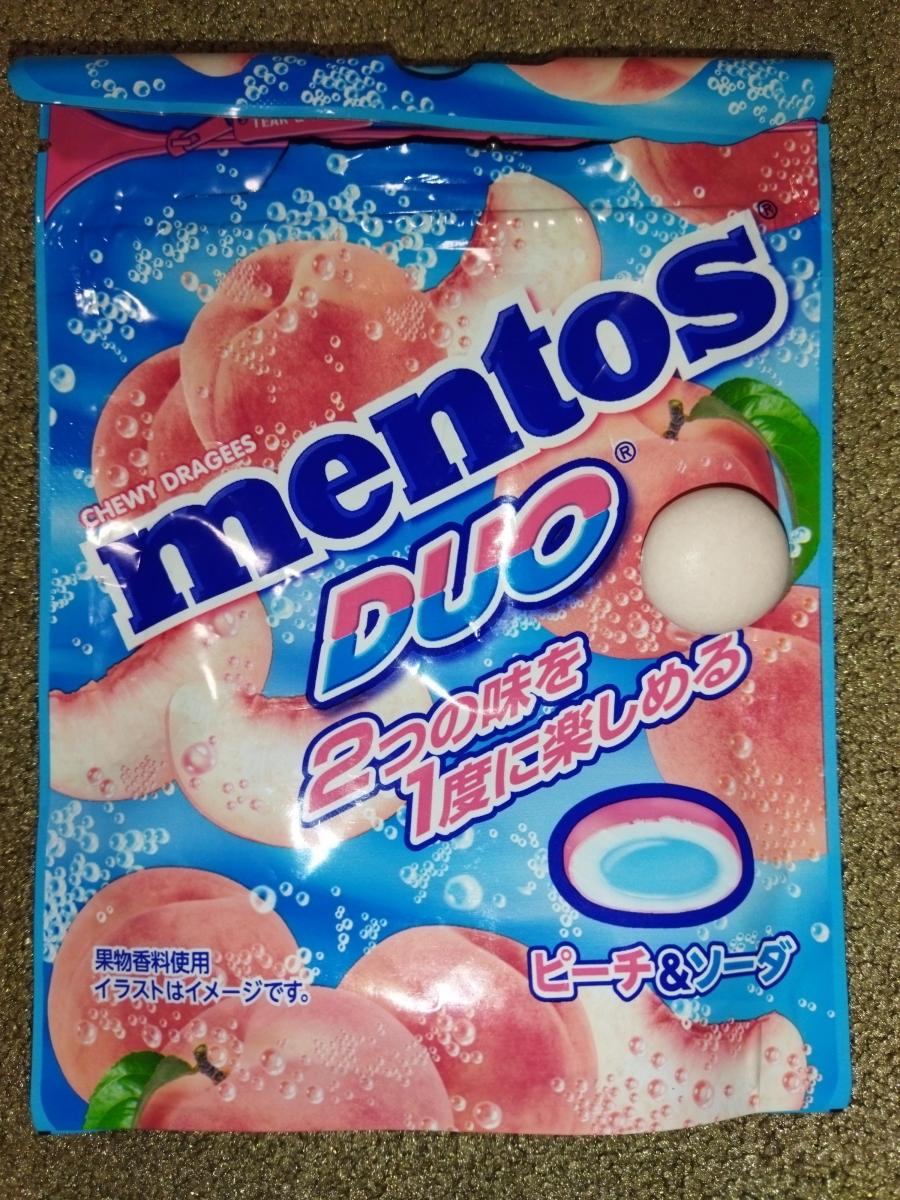 TEAR
CHEWY DRAGEES
mentos®
DUO®
2つの味を
1度に楽しめる
ピーチ&ソーダ
果物香料使用
イラストはイメージです。